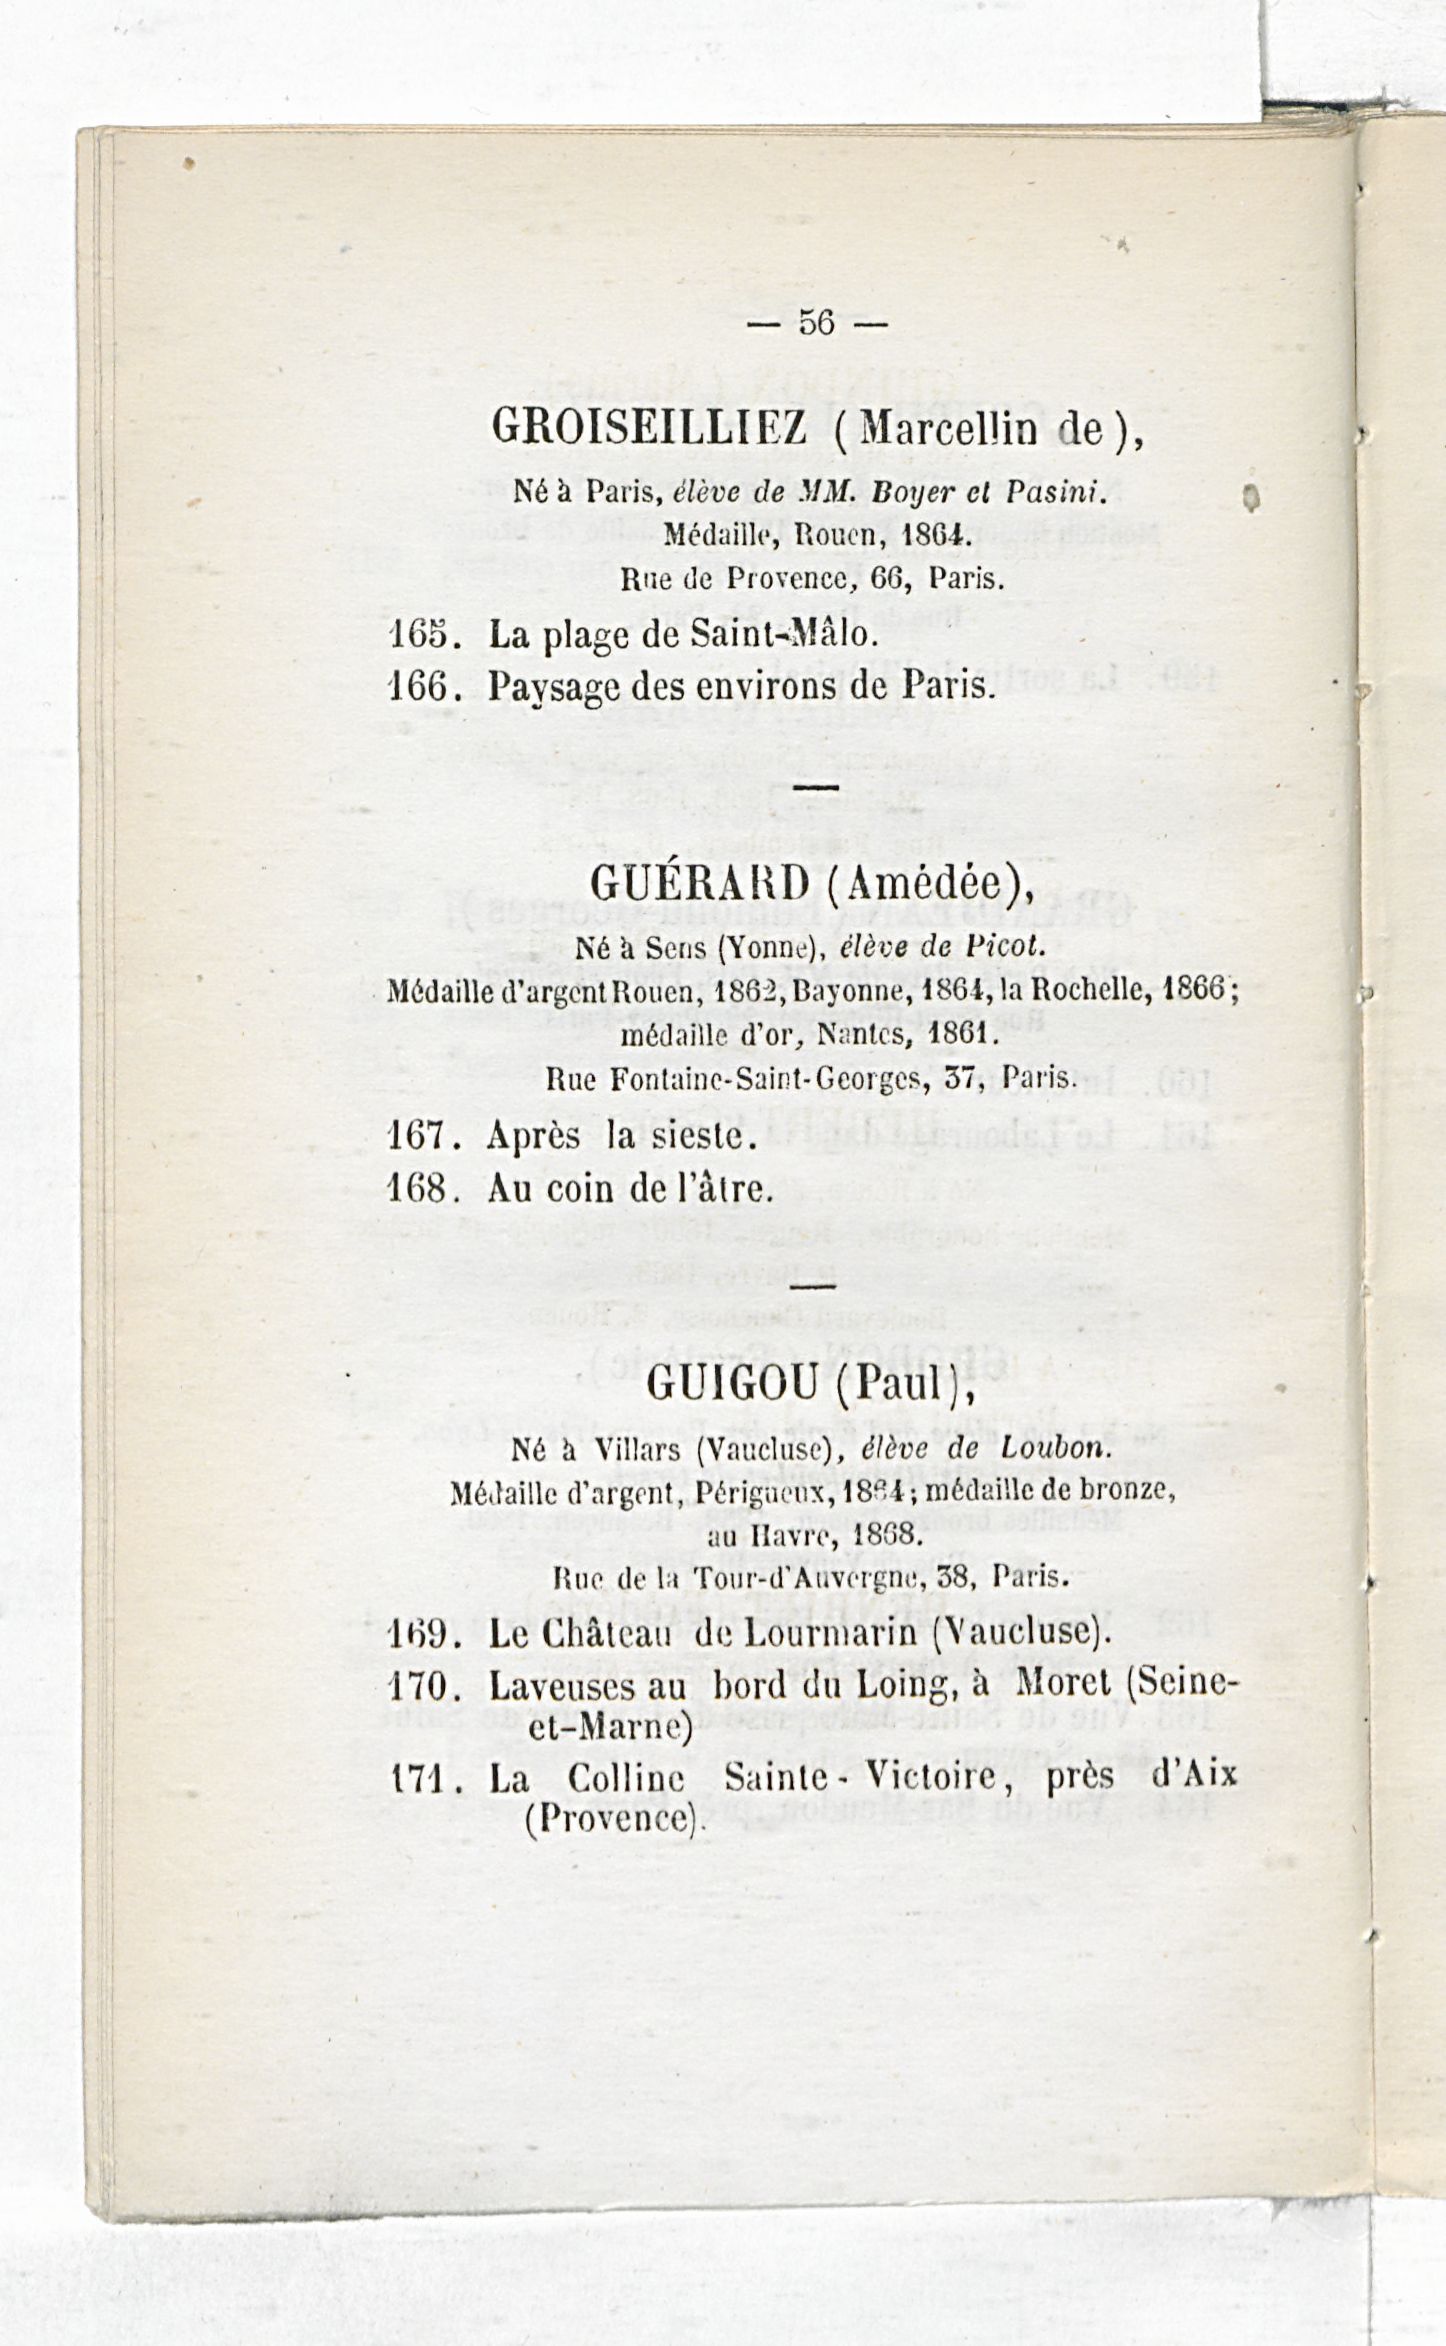 — 56 —
GROISEILLIEZ (Marcellin de),
Né à Paris, élève de MM. Boyer et Pasini.
Médaille, Rouen, 1864.
Rue de Provence, 66, Paris.
165. La plage de Saint-Mâlo.
166. Paysage des environs de Paris.
—
GUÉRARD (Amédée),
Né à Sens (Yonne), élève de Picot.
Médaille d'argent Rouen, 1862, Bayonne, 1864, la Rochelle, 1866;
médaille d'or, Nantes, 1861.
Rue Fontaine-Saint-Georges, 37, Paris.
167. Après la sieste.
168. Au coin de l'âtre.
—
GUIGOU (Paul),
Né à Villars (Vaucluse), élève de Loubon.
Médaille d'argent, Périgueux, 1864; médaille de bronze,
au Havre, 1868.
Rue de la Tour-d'Auvergne, 38, Paris.
169. Le Château de Lourmarin (Vaucluse).
170. Laveuses au bord du Loing, à Moret (Seine-
et-Marne)
171. La Colline Sainte-Victoire, près d'Aix
(Provence).